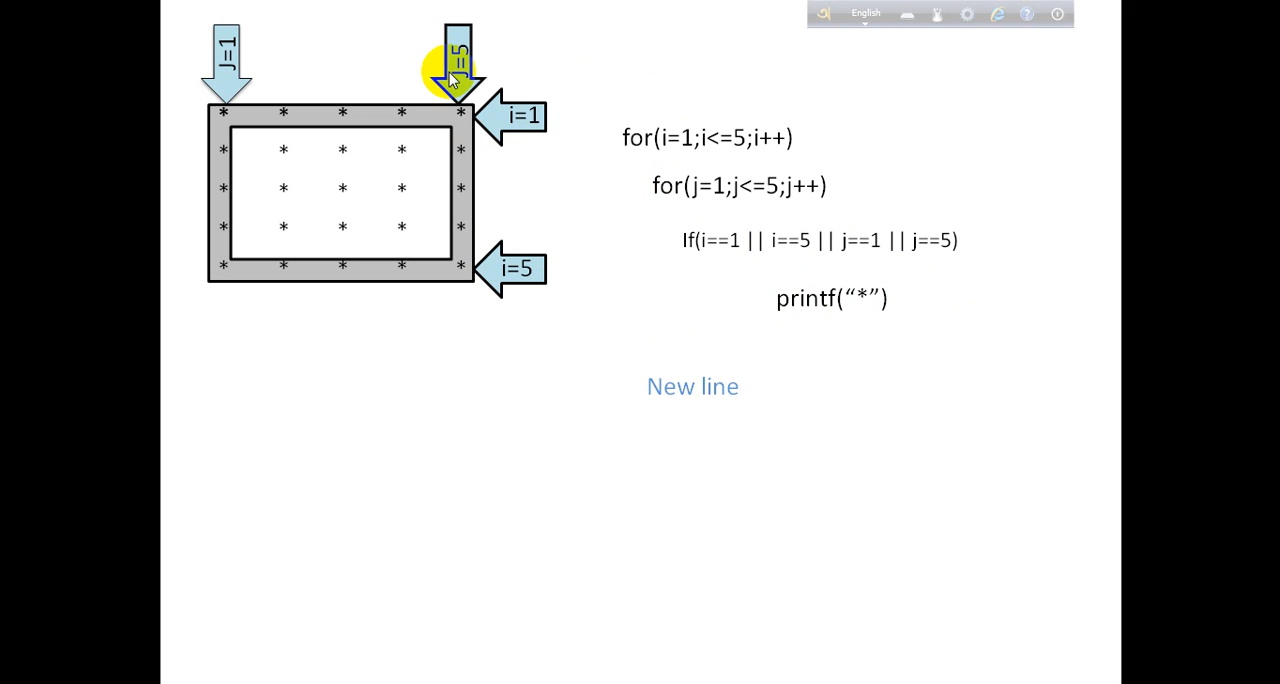 অ English
J=1
j=5
* * * * *
i=1
* * * * *
* * * * *
* * * * *
* * * * *
i=5
for(i=1;i<=5;i++)
for(j=1;j<=5;j++)
If(i==1 || i==5 || j==1 || j==5)
printf(“*”)
New line